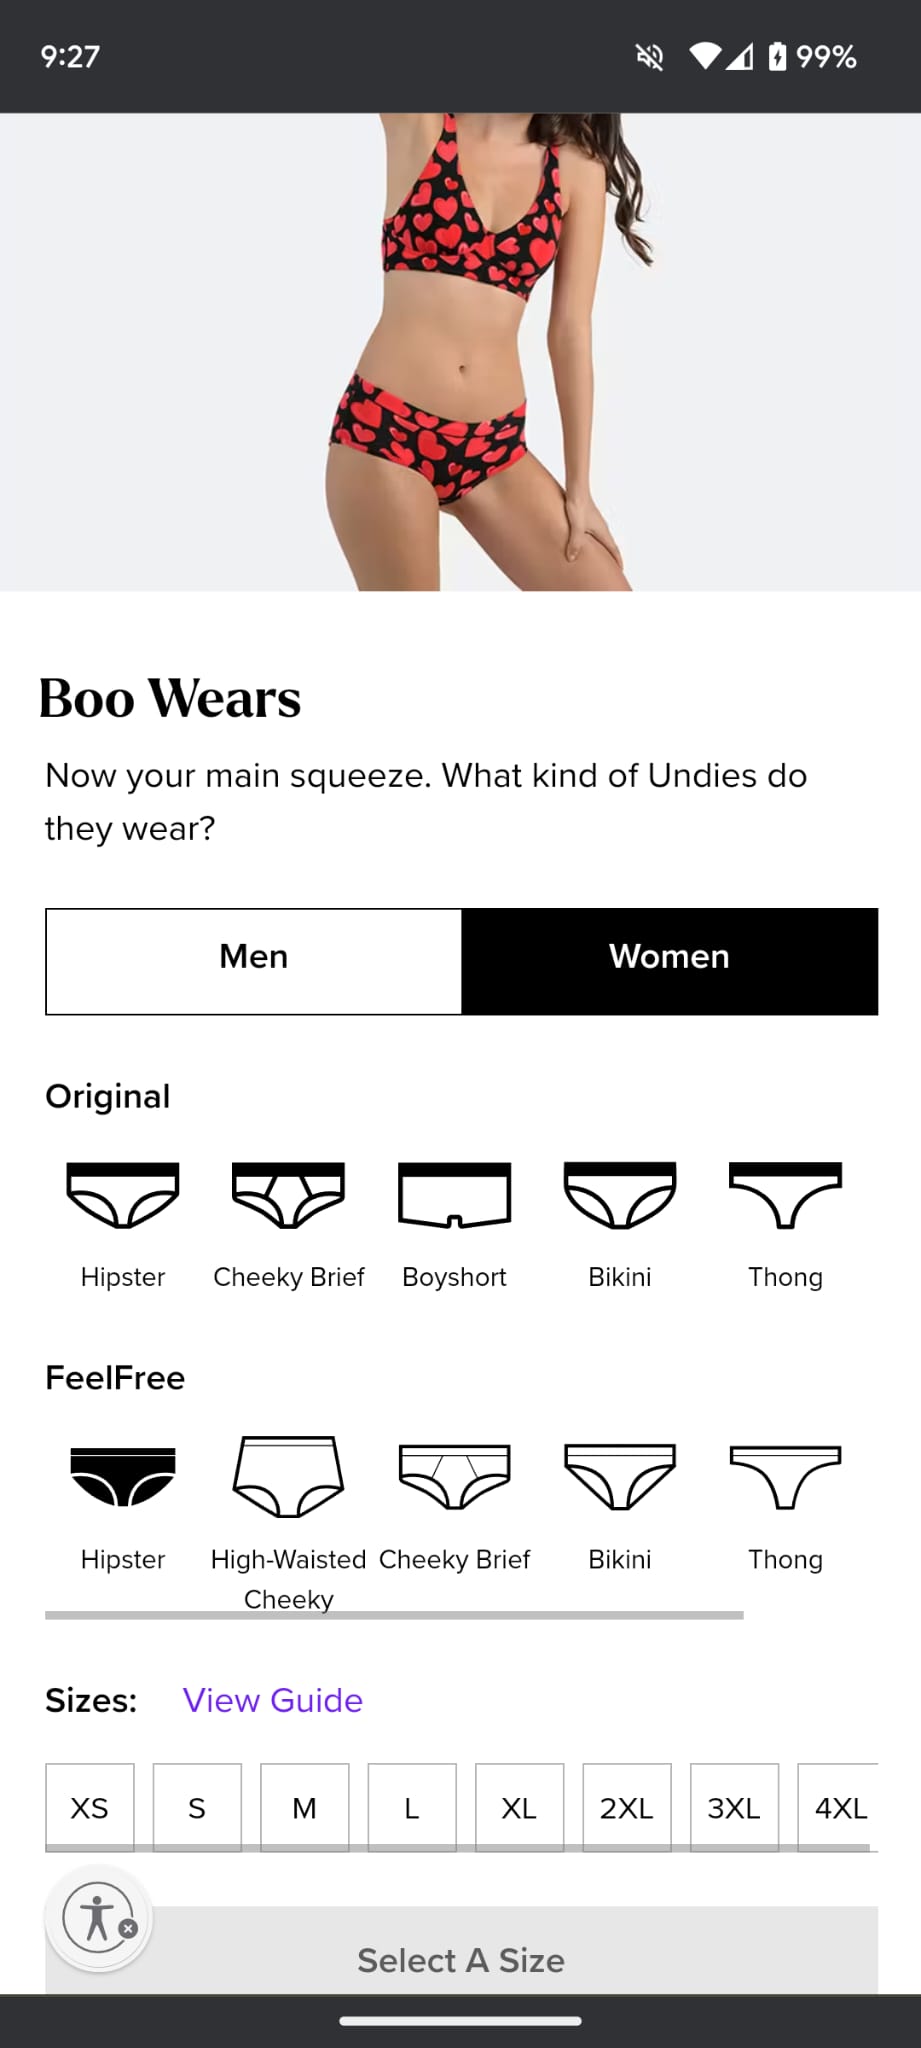 9:27
99%
Boo Wears
Now your main squeeze. What kind of Undies do
they wear?
Men
Women
Original
Hipster
Cheeky Brief
Boyshort
Bikini
Thong
FeelFree
Hipster
High-Waisted
Cheeky
Cheeky Brief
Bikini
Thong
Sizes:
View Guide
XS
S
M
L
XL
2XL
3XL
4XL
Select A Size